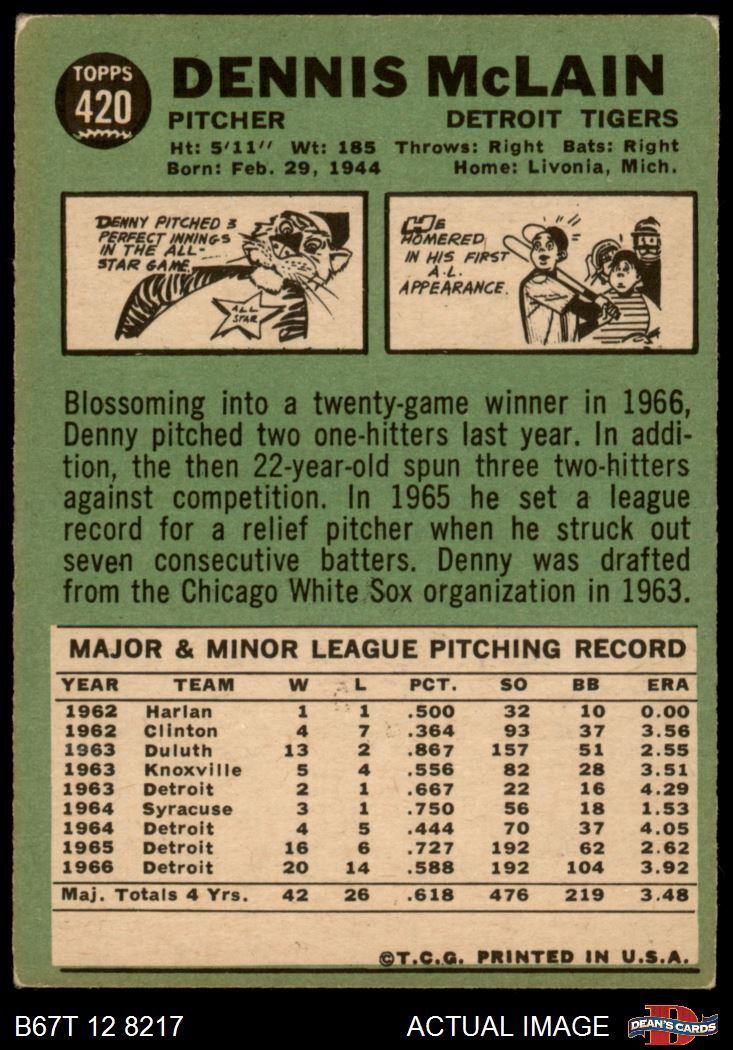 TOPPS
420
DENNIS McLAIN
PITCHER DETROIT TIGERS
Ht: 5'11" Wt: 185 Throws: Right Bats: Right
Born: Feb. 29, 1944 Home: Livonia, Mich.
DENNY PITCHED 3
PERFECT INNINGS
IN THE ALL-
STAR GAME
ALL
STAR
HE
HOMERED
IN HIS FIRST
A.L.
APPEARANCE.
Blossoming into a twenty-game winner in 1966,
Denny pitched two one-hitters last year. In addi-
tion, the then 22-year-old spun three two-hitters
against competition. In 1965 he set a league
record for a relief pitcher when he struck out
seven consecutive batters. Denny was drafted
from the Chicago White Sox organization in 1963.
MAJOR & MINOR LEAGUE PITCHING RECORD
YEAR TEAM W L PCT. SO BB ERA
1962 Harlan 1 1 .500 32 10 0.00
1962 Clinton 4 7 .364 93 37 3.56
1963 Duluth 13 2 .867 157 51 2.55
1963 Knoxville 5 4 .556 82 28 3.51
1963 Detroit 2 1 .667 22 16 4.29
1964 Syracuse 3 1 .750 56 18 1.53
1964 Detroit 4 5 .444 70 37 4.05
1965 Detroit 16 6 .727 192 62 2.62
1966 Detroit 20 14 .588 192 104 3.92
Maj. Totals 4 Yrs. 42 26 .618 476 219 3.48
©T.C.G. PRINTED IN U.S.A.
B67T 12 8217 ACTUAL IMAGE
D
DEAN'S CARDS